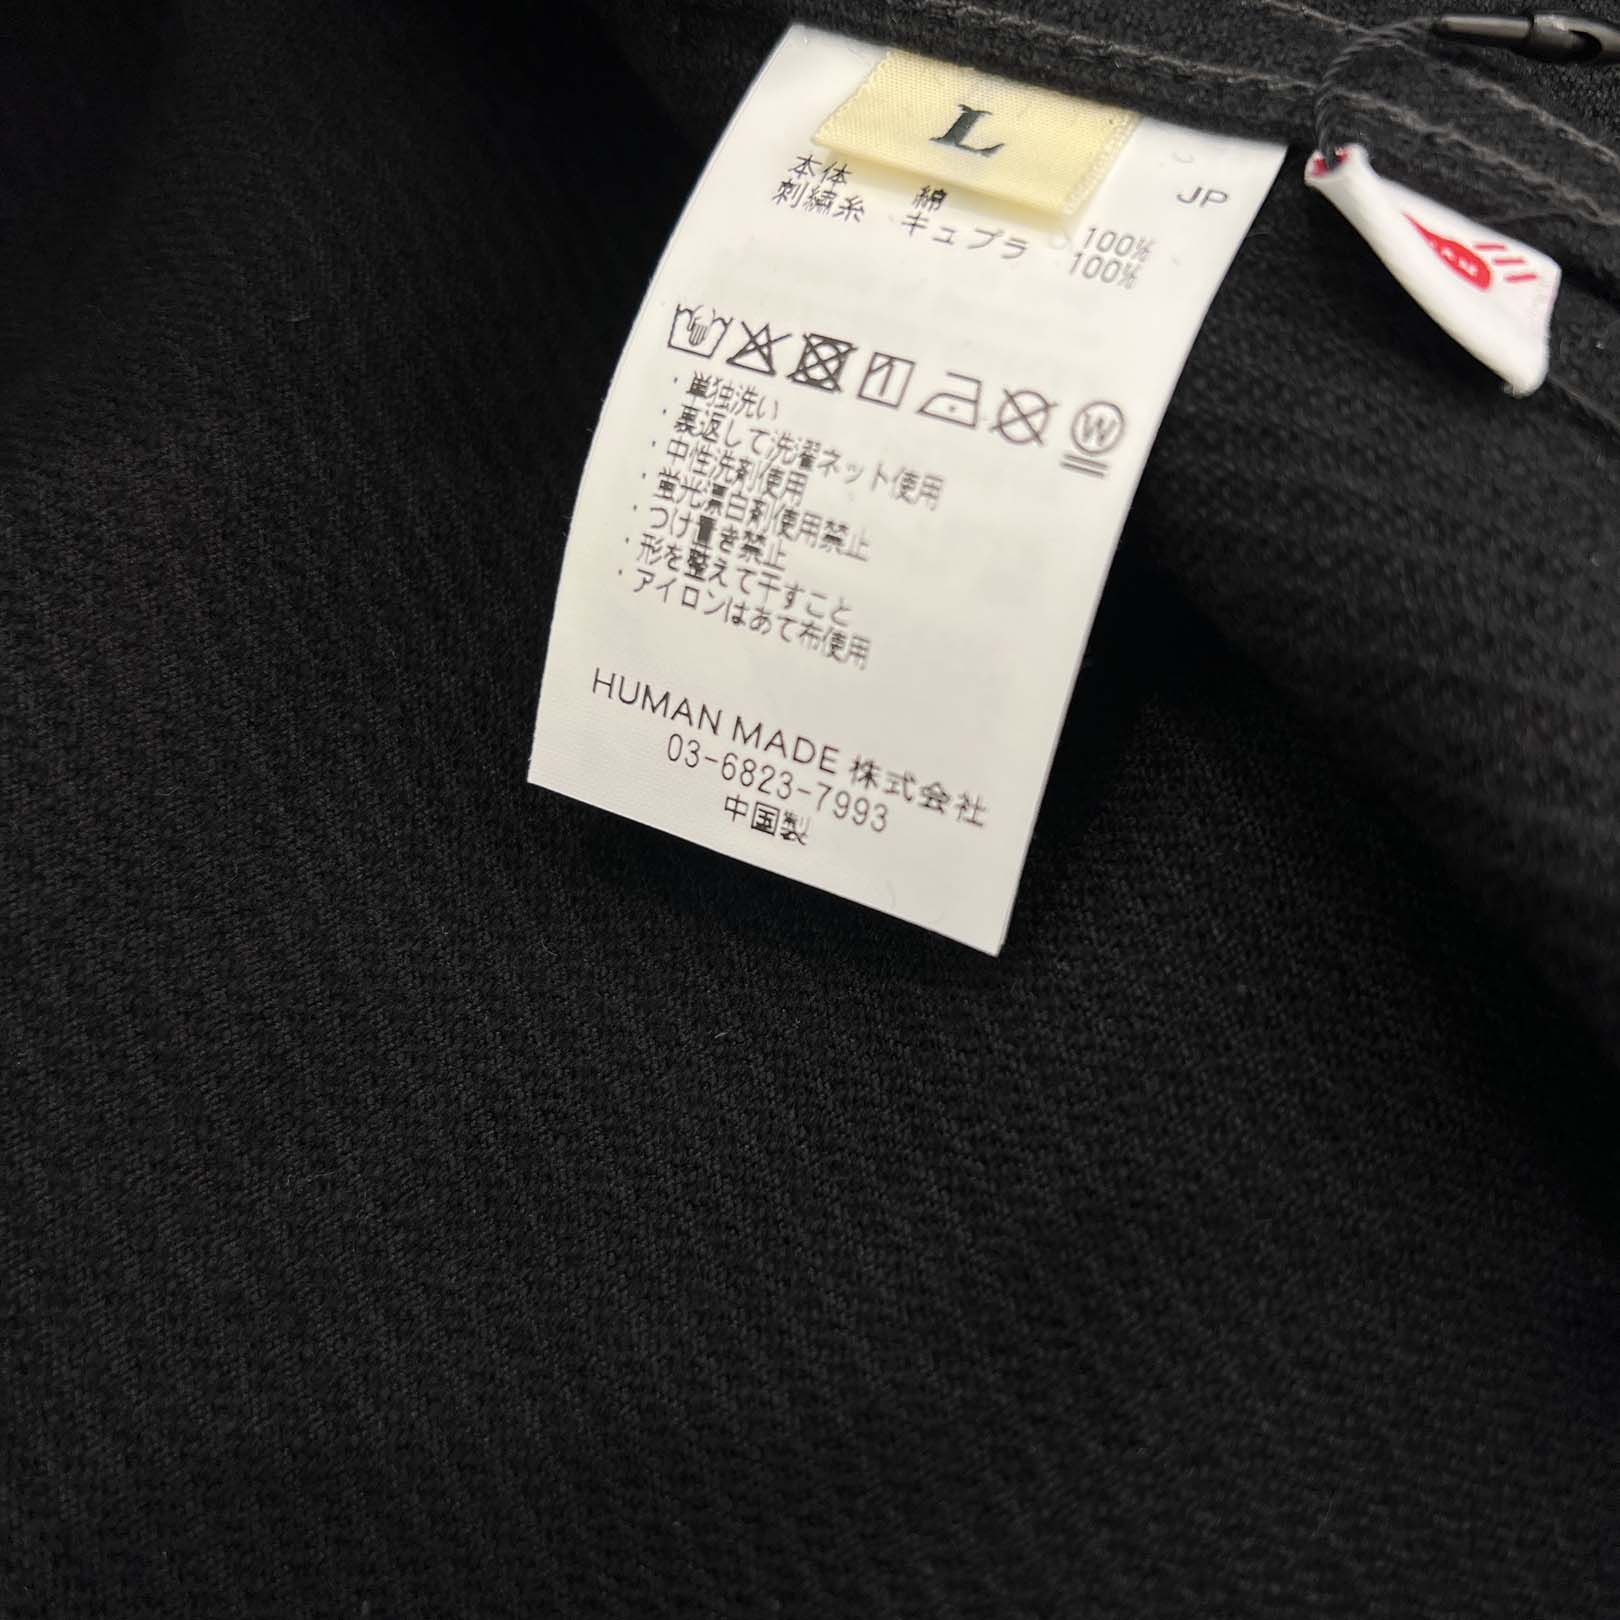 L
JP
本体 綿 100%
刺繍糸 キュプラ 100%
W
・単独洗い
・裏返して洗濯ネット使用
・中性洗剤使用
・蛍光漂白剤使用禁止
・つけ置き禁止
・形を整えて干すこと
・アイロンはあて布使用
HUMAN MADE 株式会社
03-6823-7993
中国製